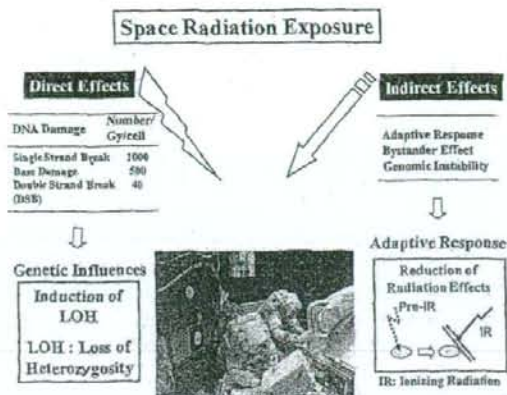 Space Radiation Exposure
Direct Effects
DNA Damage Number/
Gy/cell
Single Strand Break 1000
Base Damage 500
Double Strand Break 40
(DSB)
Genetic Influences
Induction of
LOH
LOH : Loss of
Heterozygosity
Indirect Effects
Adaptive Response
Bystander Effect
Genomic Instability
Adaptive Response
Reduction of
Radiation Effects
Pre-IR
IR
IR: Ionizing Radiation